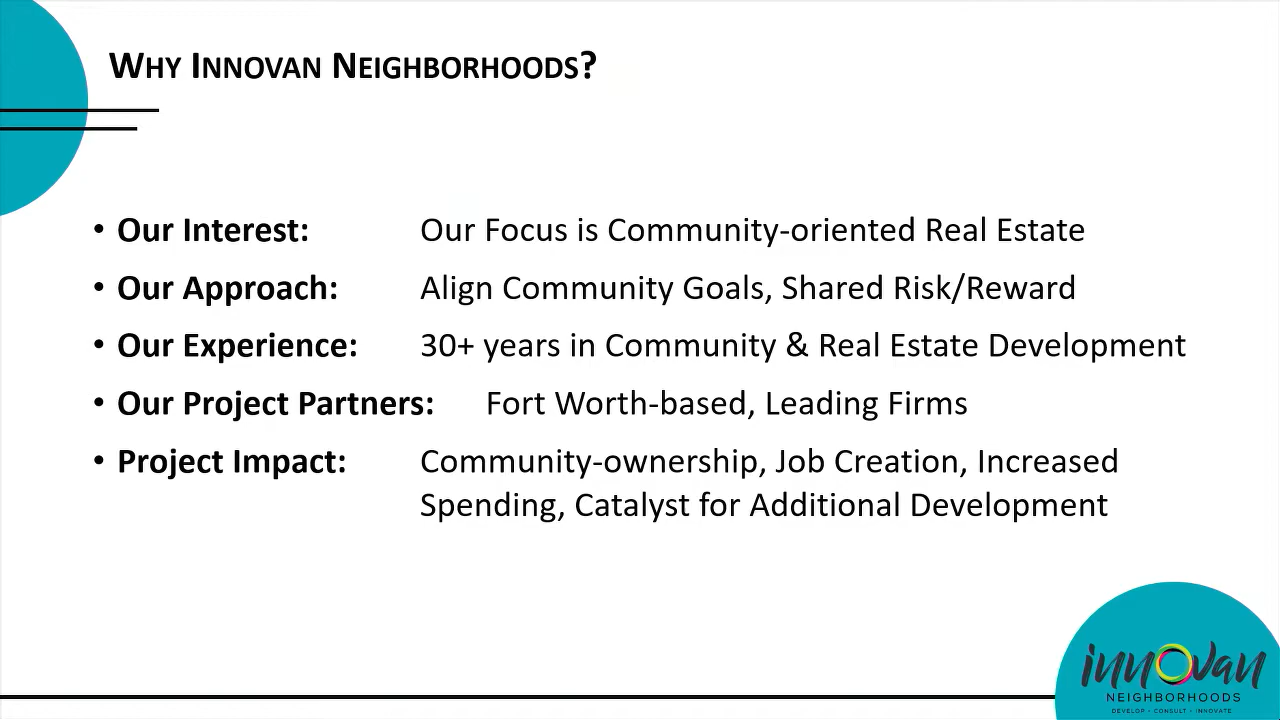 WHY INNOVAN NEIGHBORHOODS?
• Our Interest: Our Focus is Community-oriented Real Estate
• Our Approach: Align Community Goals, Shared Risk/Reward
• Our Experience: 30+ years in Community & Real Estate Development
• Our Project Partners: Fort Worth-based, Leading Firms
• Project Impact: Community-ownership, Job Creation, Increased
Spending, Catalyst for Additional Development
innovan
NEIGHBORHOODS
DEVELOP • CONSULT • INNOVATE